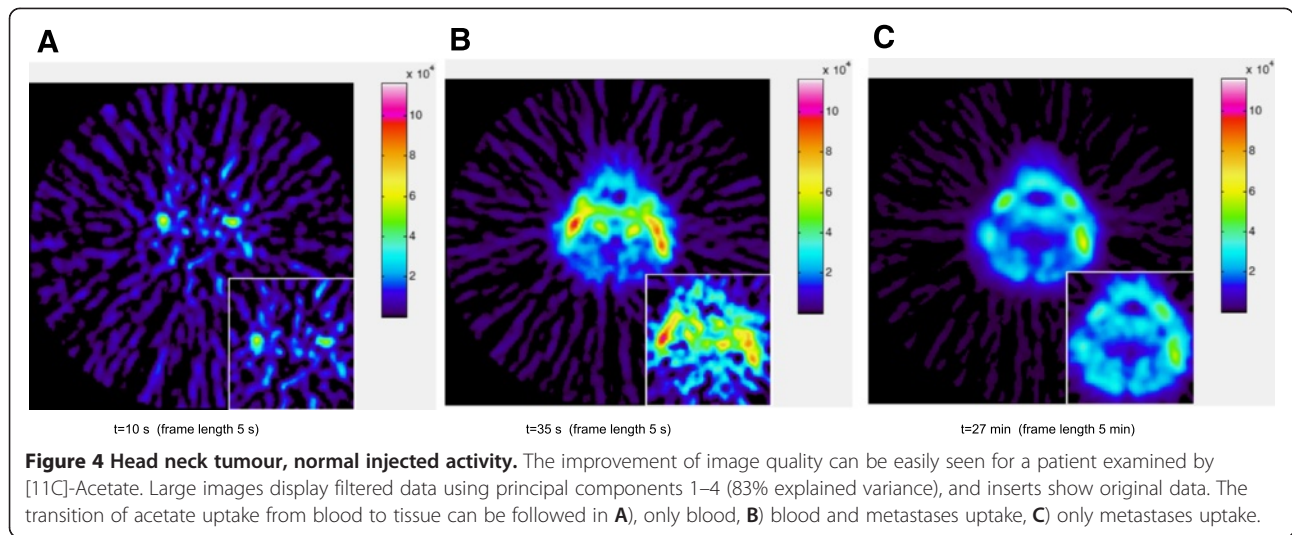 A
B
C
x 10⁴
10
8
6
4
2
x 10⁴
10
8
6
4
2
x 10⁴
10
8
6
4
2
t=10 s (frame length 5 s)
t=35 s (frame length 5 s)
t=27 min (frame length 5 min)
Figure 4 Head neck tumour, normal injected activity. The improvement of image quality can be easily seen for a patient examined by
[11C]-Acetate. Large images display filtered data using principal components 1–4 (83% explained variance), and inserts show original data. The
transition of acetate uptake from blood to tissue can be followed in A), only blood, B) blood and metastases uptake, C) only metastases uptake.